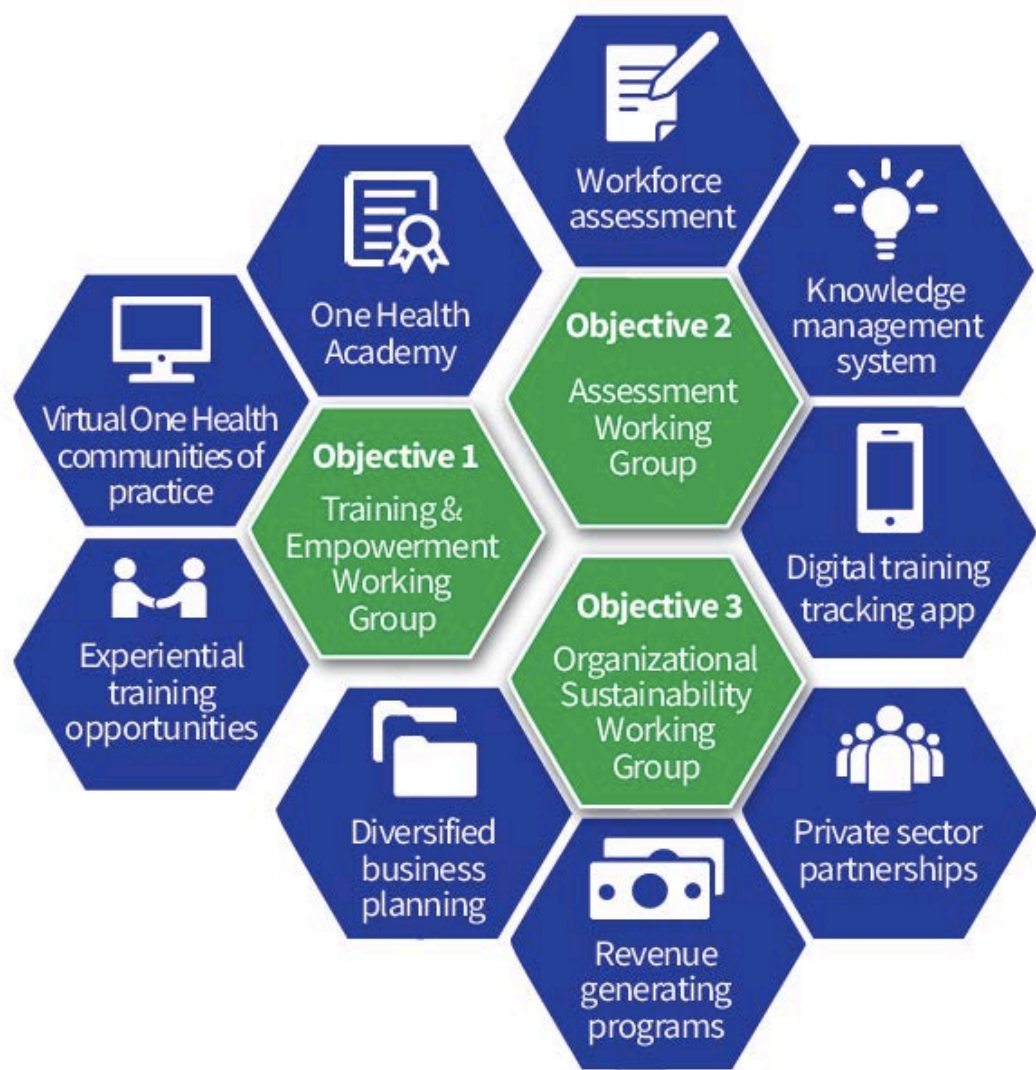 Workforce
assessment
Knowledge
management
system
One Health
Academy
Objective 2
Assessment
Working
Group
Virtual One Health
communities of
practice
Objective 1
Training &
Empowerment
Working
Group
Digital training
tracking app
Experiential
training
opportunities
Objective 3
Organizational
Sustainability
Working
Group
Diversified
business
planning
Private sector
partnerships
Revenue
generating
programs